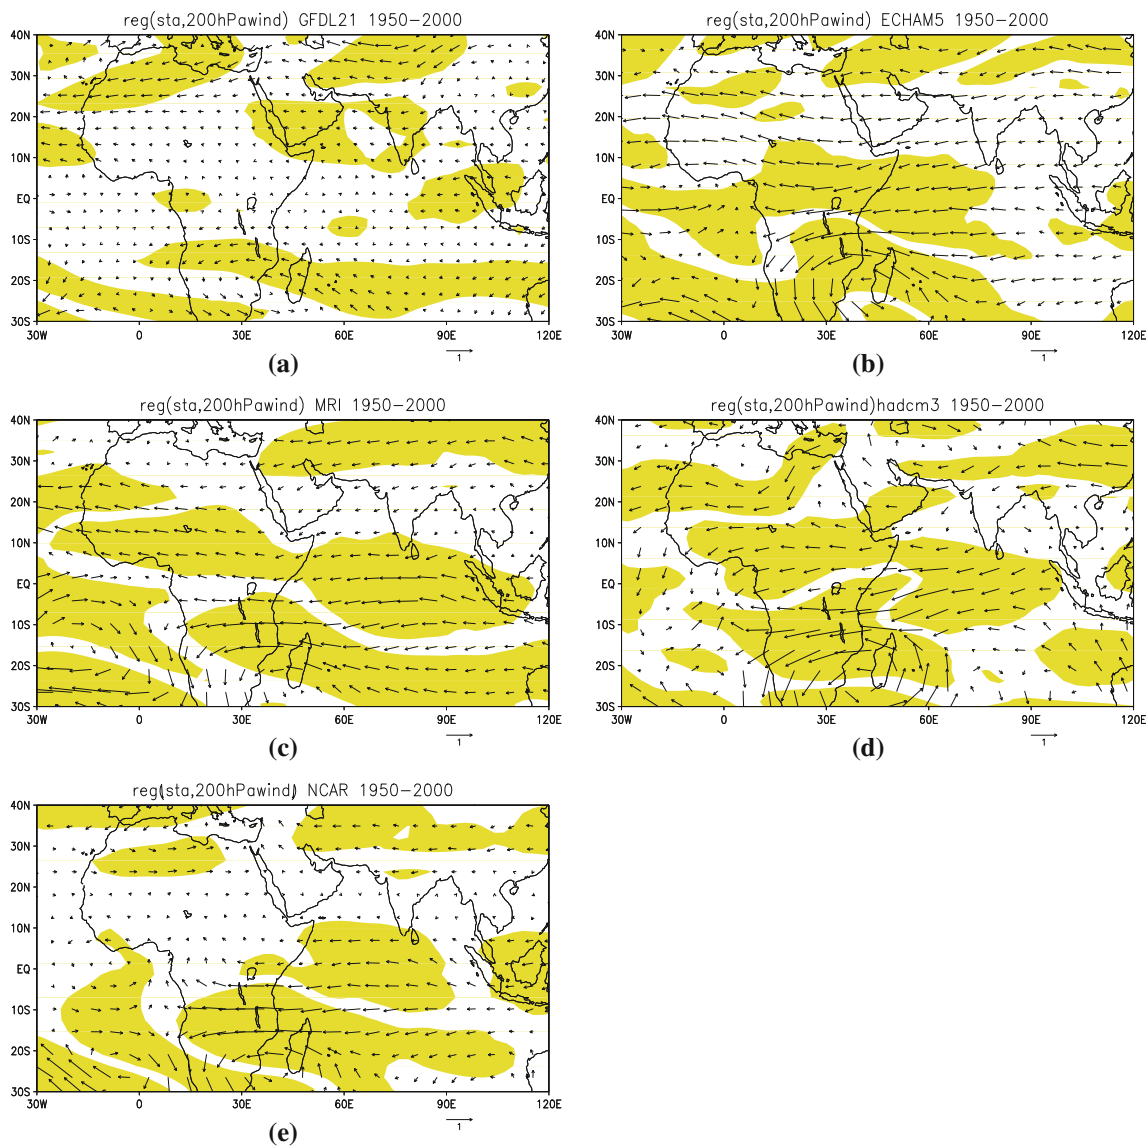 reg(sta,200hPawind) GFDL21 1950-2000
40N
30N
20N
10N
EQ
10S
20S
30S
30W 0 30E 60E 90E 120E
1
(a)
reg(sta,200hPawind) ECHAM5 1950-2000
40N
30N
20N
10N
EQ
10S
20S
30S
30W 0 30E 60E 90E 120E
1
(b)
reg(sta,200hPawind) MRI 1950-2000
40N
30N
20N
10N
EQ
10S
20S
30S
30W 0 30E 60E 90E 120E
1
(c)
reg(sta,200hPawind)hadcm3 1950-2000
40N
30N
20N
10N
EQ
10S
20S
30S
30W 0 30E 60E 90E 120E
1
(d)
reg(sta,200hPawind) NCAR 1950-2000
40N
30N
20N
10N
EQ
10S
20S
30S
30W 0 30E 60E 90E 120E
1
(e)